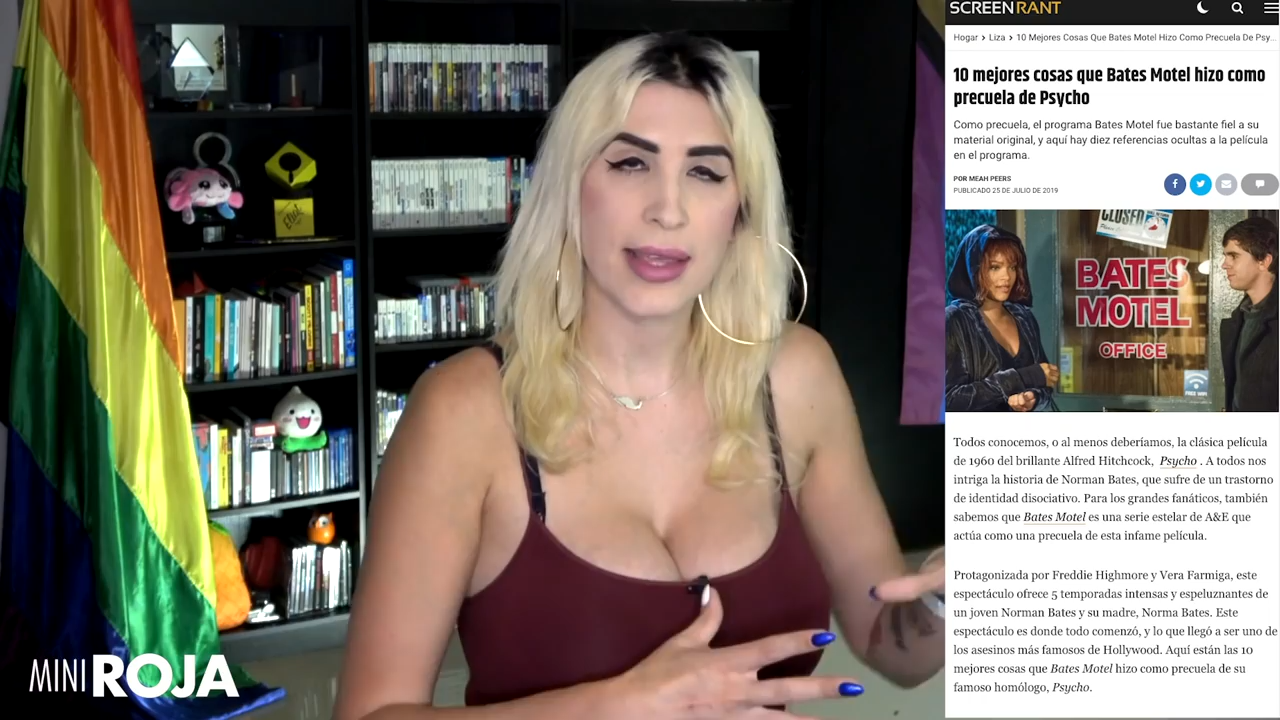 SCREENRANT
Hogar > Liza > 10 Mejores Cosas Que Bates Motel Hizo Como Precuela De Psy...
10 mejores cosas que Bates Motel hizo como
precuela de Psycho
Como precuela, el programa Bates Motel fue bastante fiel a su
material original, y aquí hay diez referencias ocultas a la película
en el programa.
POR MEAH PEERS
PUBLICADO 25 DE JULIO DE 2019
CLOSED
BATES
MOTEL
OFFICE
FREE WIFI
Todos conocemos, o al menos deberíamos, la clásica película
de 1960 del brillante Alfred Hitchcock, Psycho . A todos nos
intriga la historia de Norman Bates, que sufre de un trastorno
de identidad disociativo. Para los grandes fanáticos, también
sabemos que Bates Motel es una serie estelar de A&E que
actúa como una precuela de esta infame película.
Protagonizada por Freddie Highmore y Vera Farmiga, este
espectáculo ofrece 5 temporadas intensas y espeluznantes de
un joven Norman Bates y su madre, Norma Bates. Este
espectáculo es donde todo comenzó, y lo que llegó a ser uno de
los asesinos más famosos de Hollywood. Aquí están las 10
mejores cosas que Bates Motel hizo como precuela de su
famoso homólogo, Psycho.
MINI ROJA